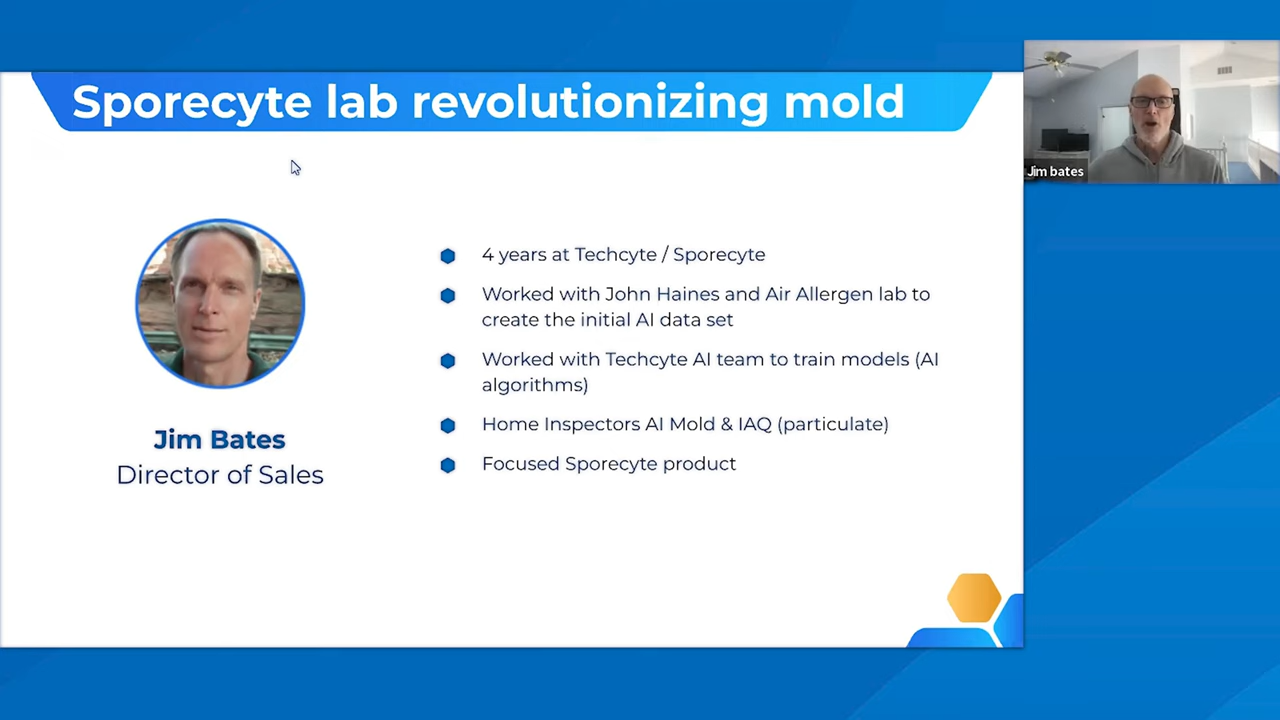 Sporecyte lab revolutionizing mold
Jim bates
4 years at Techcyte / Sporecyte
Worked with John Haines and Air Allergen lab to
create the initial AI data set
Worked with Techcyte AI team to train models (AI
algorithms)
Home Inspectors AI Mold & IAQ (particulate)
Focused Sporecyte product
Jim Bates
Director of Sales